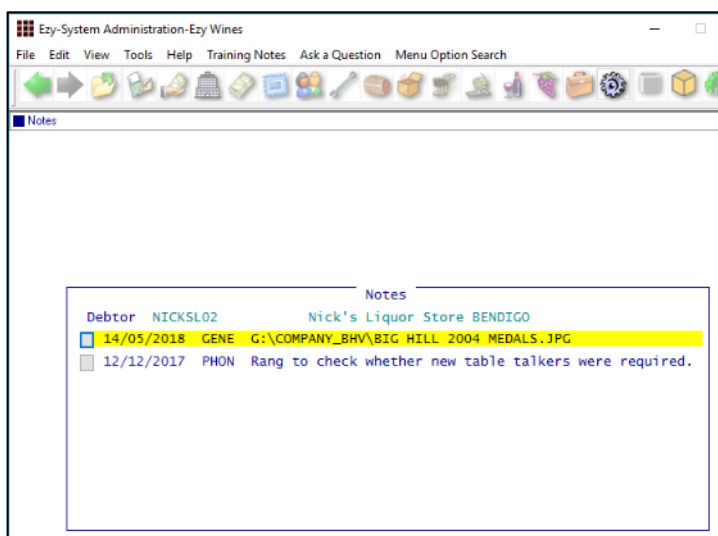 Ezy-System Administration-Ezy Wines
File Edit View Tools Help Training Notes Ask a Question Menu Option Search
Notes
Notes
Debtor NICKSL02 Nick's Liquor Store BENDIGO
14/05/2018 GENE G:\COMPANY_BHV\BIG HILL 2004 MEDALS.JPG
12/12/2017 PHON Rang to check whether new table talkers were required.